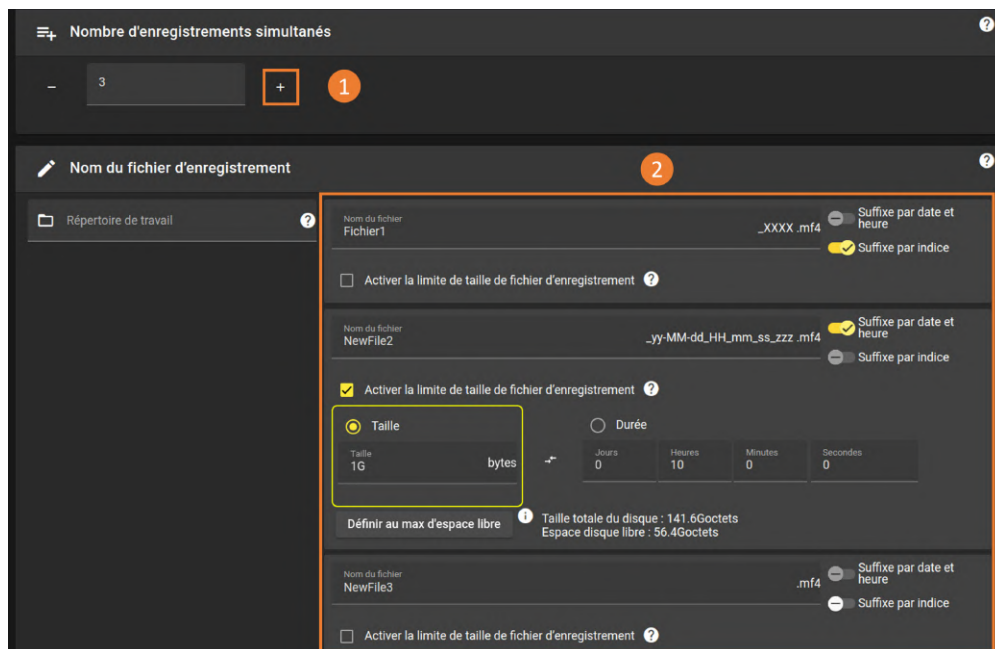 Nombre d'enregistrements simultanés
?
−
3
+
1
Nom du fichier d'enregistrement
2
?
Répertoire de travail
?
Nom du fichier
Fichier1
_XXXX .mf4
Suffixe par date et
heure
Suffixe par indice
Activer la limite de taille de fichier d'enregistrement ?
Nom du fichier
NewFile2
_yy-MM-dd_HH_mm_ss_zzz .mf4
Suffixe par date et
heure
Suffixe par indice
Activer la limite de taille de fichier d'enregistrement ?
Taille
Durée
Taille
1G
bytes
Jours
0
Heures
10
Minutes
0
Secondes
0
Définir au max d'espace libre
i
Taille totale du disque : 141.6Goctets
Espace disque libre : 56.4Goctets
Nom du fichier
NewFile3
.mf4
Suffixe par date et
heure
Suffixe par indice
Activer la limite de taille de fichier d'enregistrement ?